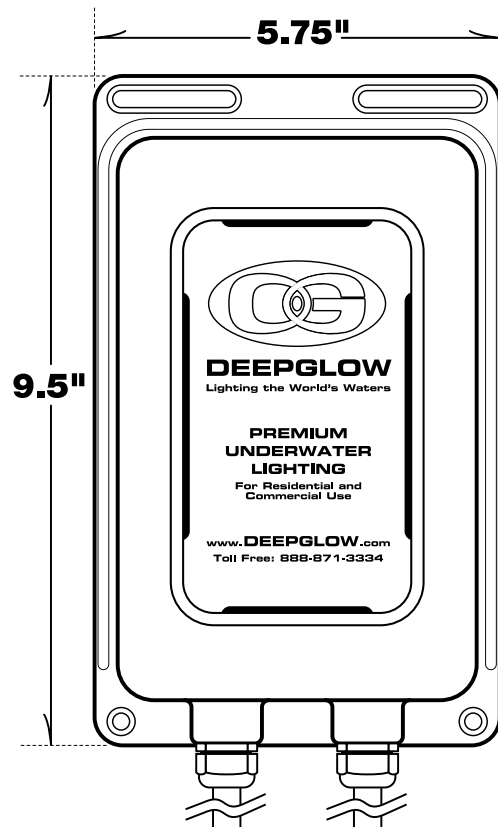 5.75"
9.5"
DG
DEEPGLOW
Lighting the World's Waters
PREMIUM
UNDERWATER
LIGHTING
For Residential and
Commercial Use
www.DEEPGLOW.com
Toll Free: 888-871-3334